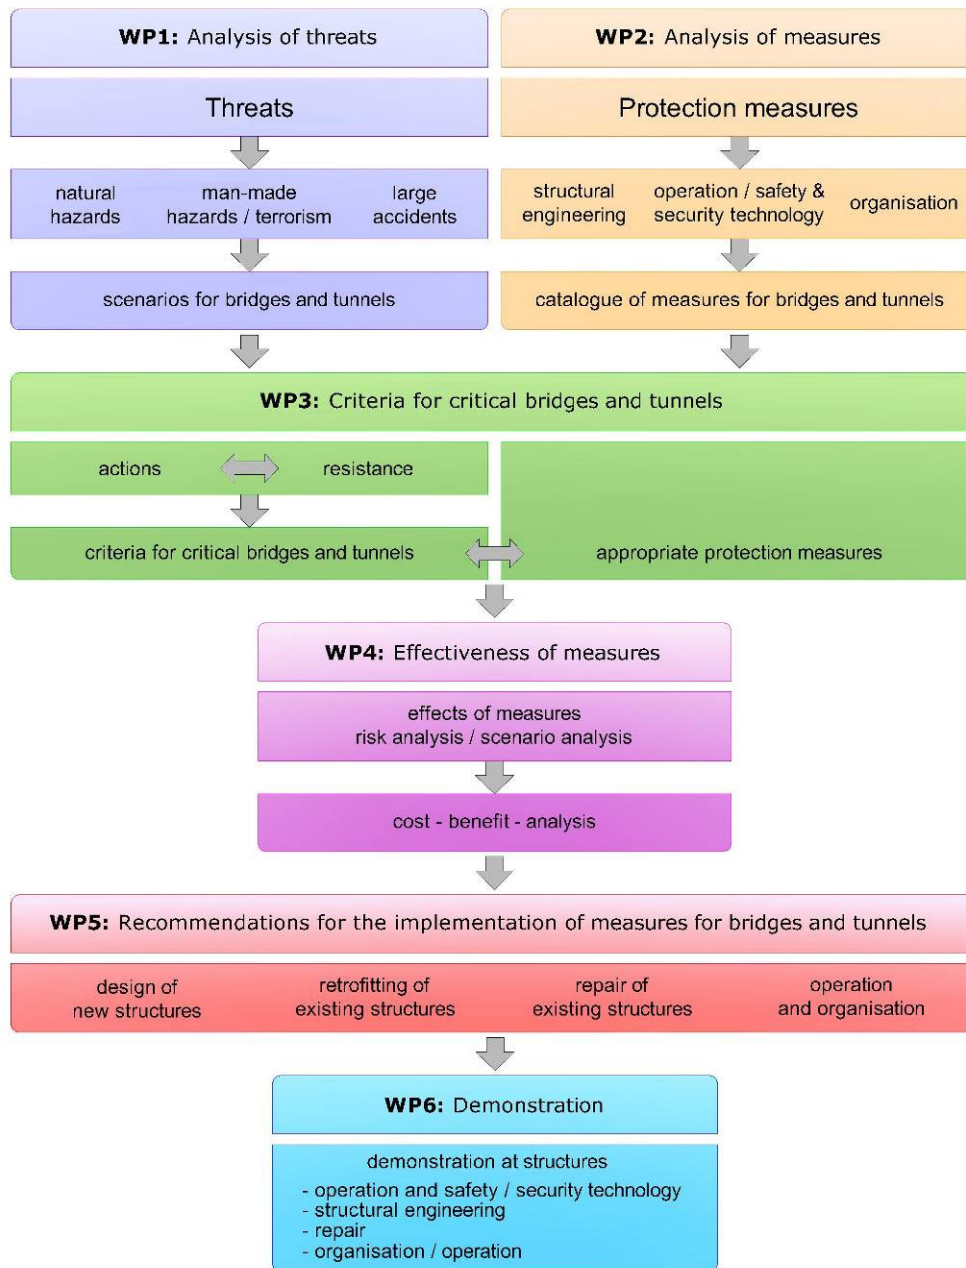 WP1: Analysis of threats
Threats
natural
hazards
man-made
hazards / terrorism
large
accidents
scenarios for bridges and tunnels
WP2: Analysis of measures
Protection measures
structural
engineering
operation / safety &
security technology
organisation
catalogue of measures for bridges and tunnels
WP3: Criteria for critical bridges and tunnels
actions
resistance
criteria for critical bridges and tunnels
appropriate protection measures
WP4: Effectiveness of measures
effects of measures
risk analysis / scenario analysis
cost - benefit - analysis
WP5: Recommendations for the implementation of measures for bridges and tunnels
design of
new structures
retrofitting of
existing structures
repair of
existing structures
operation
and organisation
WP6: Demonstration
demonstration at structures
- operation and safety / security technology
- structural engineering
- repair
- organisation / operation